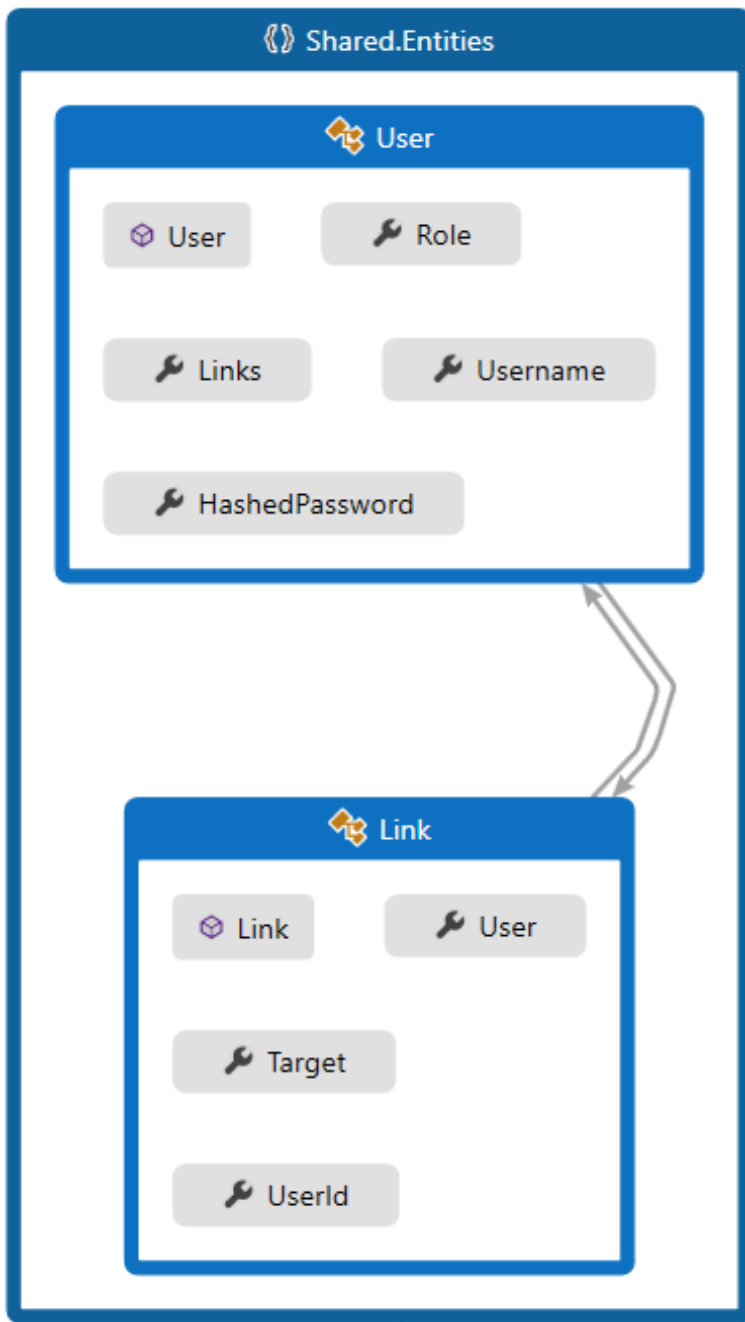 Shared.Entities
User
User Role
Links Username
HashedPassword
Link
Link User
Target
UserId